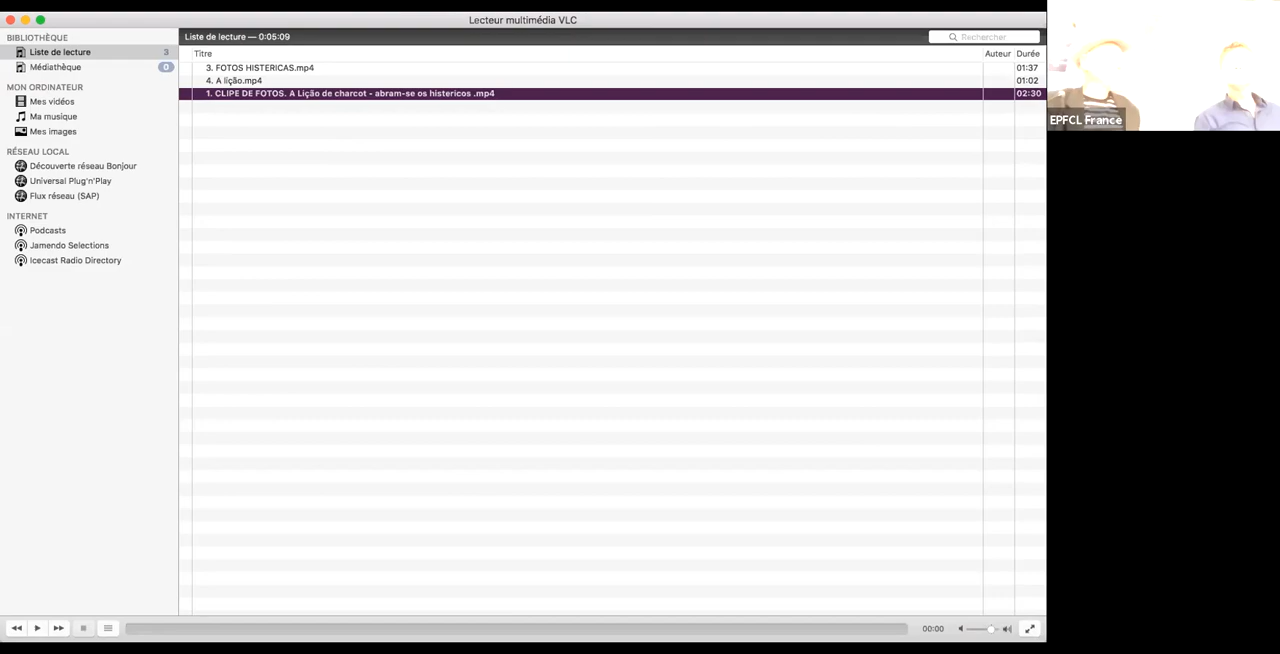 Lecteur multimédia VLC
BIBLIOTHÈQUE
Liste de lecture 3
Médiathèque 0
MON ORDINATEUR
Mes vidéos
Ma musique
Mes images
RÉSEAU LOCAL
Découverte réseau Bonjour
Universal Plug'n'Play
Flux réseau (SAP)
INTERNET
Podcasts
Jamendo Selections
Icecast Radio Directory
Liste de lecture — 0:05:09
Rechercher
Titre Auteur Durée
3. FOTOS HISTERICAS.mp4 01:37
4. A lição.mp4 01:02
1. CLIPE DE FOTOS. A Lição de charcot - abram-se os histericos .mp4 02:30
00:00
EPFCL France